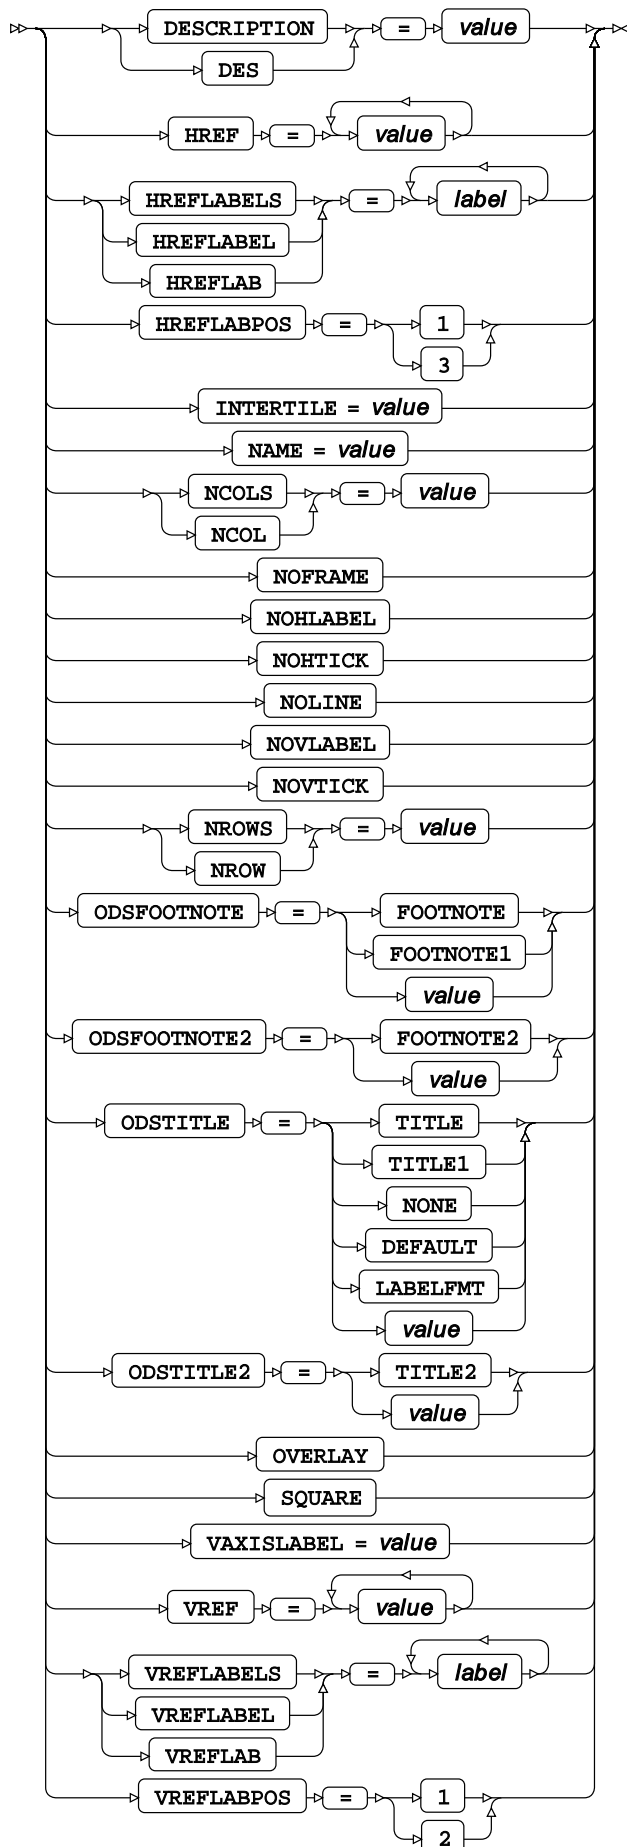 DESCRIPTION = value
DES
HREF = value
HREFLABELS = label
HREFLABEL
HREFLAB
HREFLABPOS = 1
3
INTERTILE = value
NAME = value
NCOLS = value
NCOL
NOFRAME
NOHLABEL
NOHTICK
NOLINE
NOVLABEL
NOVTICK
NROWS = value
NROW
ODSFOOTNOTE = FOOTNOTE
FOOTNOTE1
value
ODSFOOTNOTE2 = FOOTNOTE2
value
ODSTITLE = TITLE
TITLE1
NONE
DEFAULT
LABELFMT
value
ODSTITLE2 = TITLE2
value
OVERLAY
SQUARE
VAXISLABEL = value
VREF = value
VREFLABELS = label
VREFLABEL
VREFLAB
VREFLABPOS = 1
2